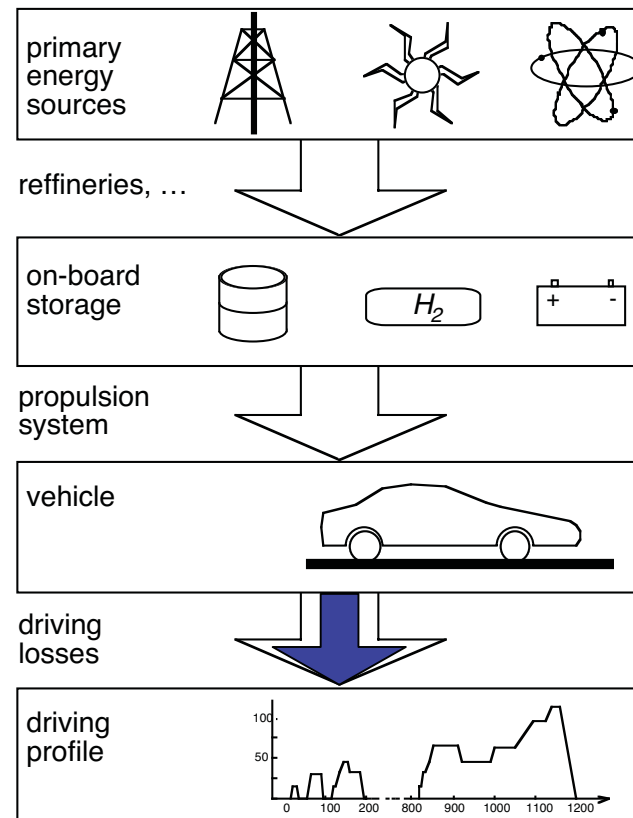 primary
energy
sources
reffineries, ...
on-board
storage
H2
+ -
propulsion
system
vehicle
driving
losses
driving
profile
100
50
0 100 200 800 900 1000 1100 1200